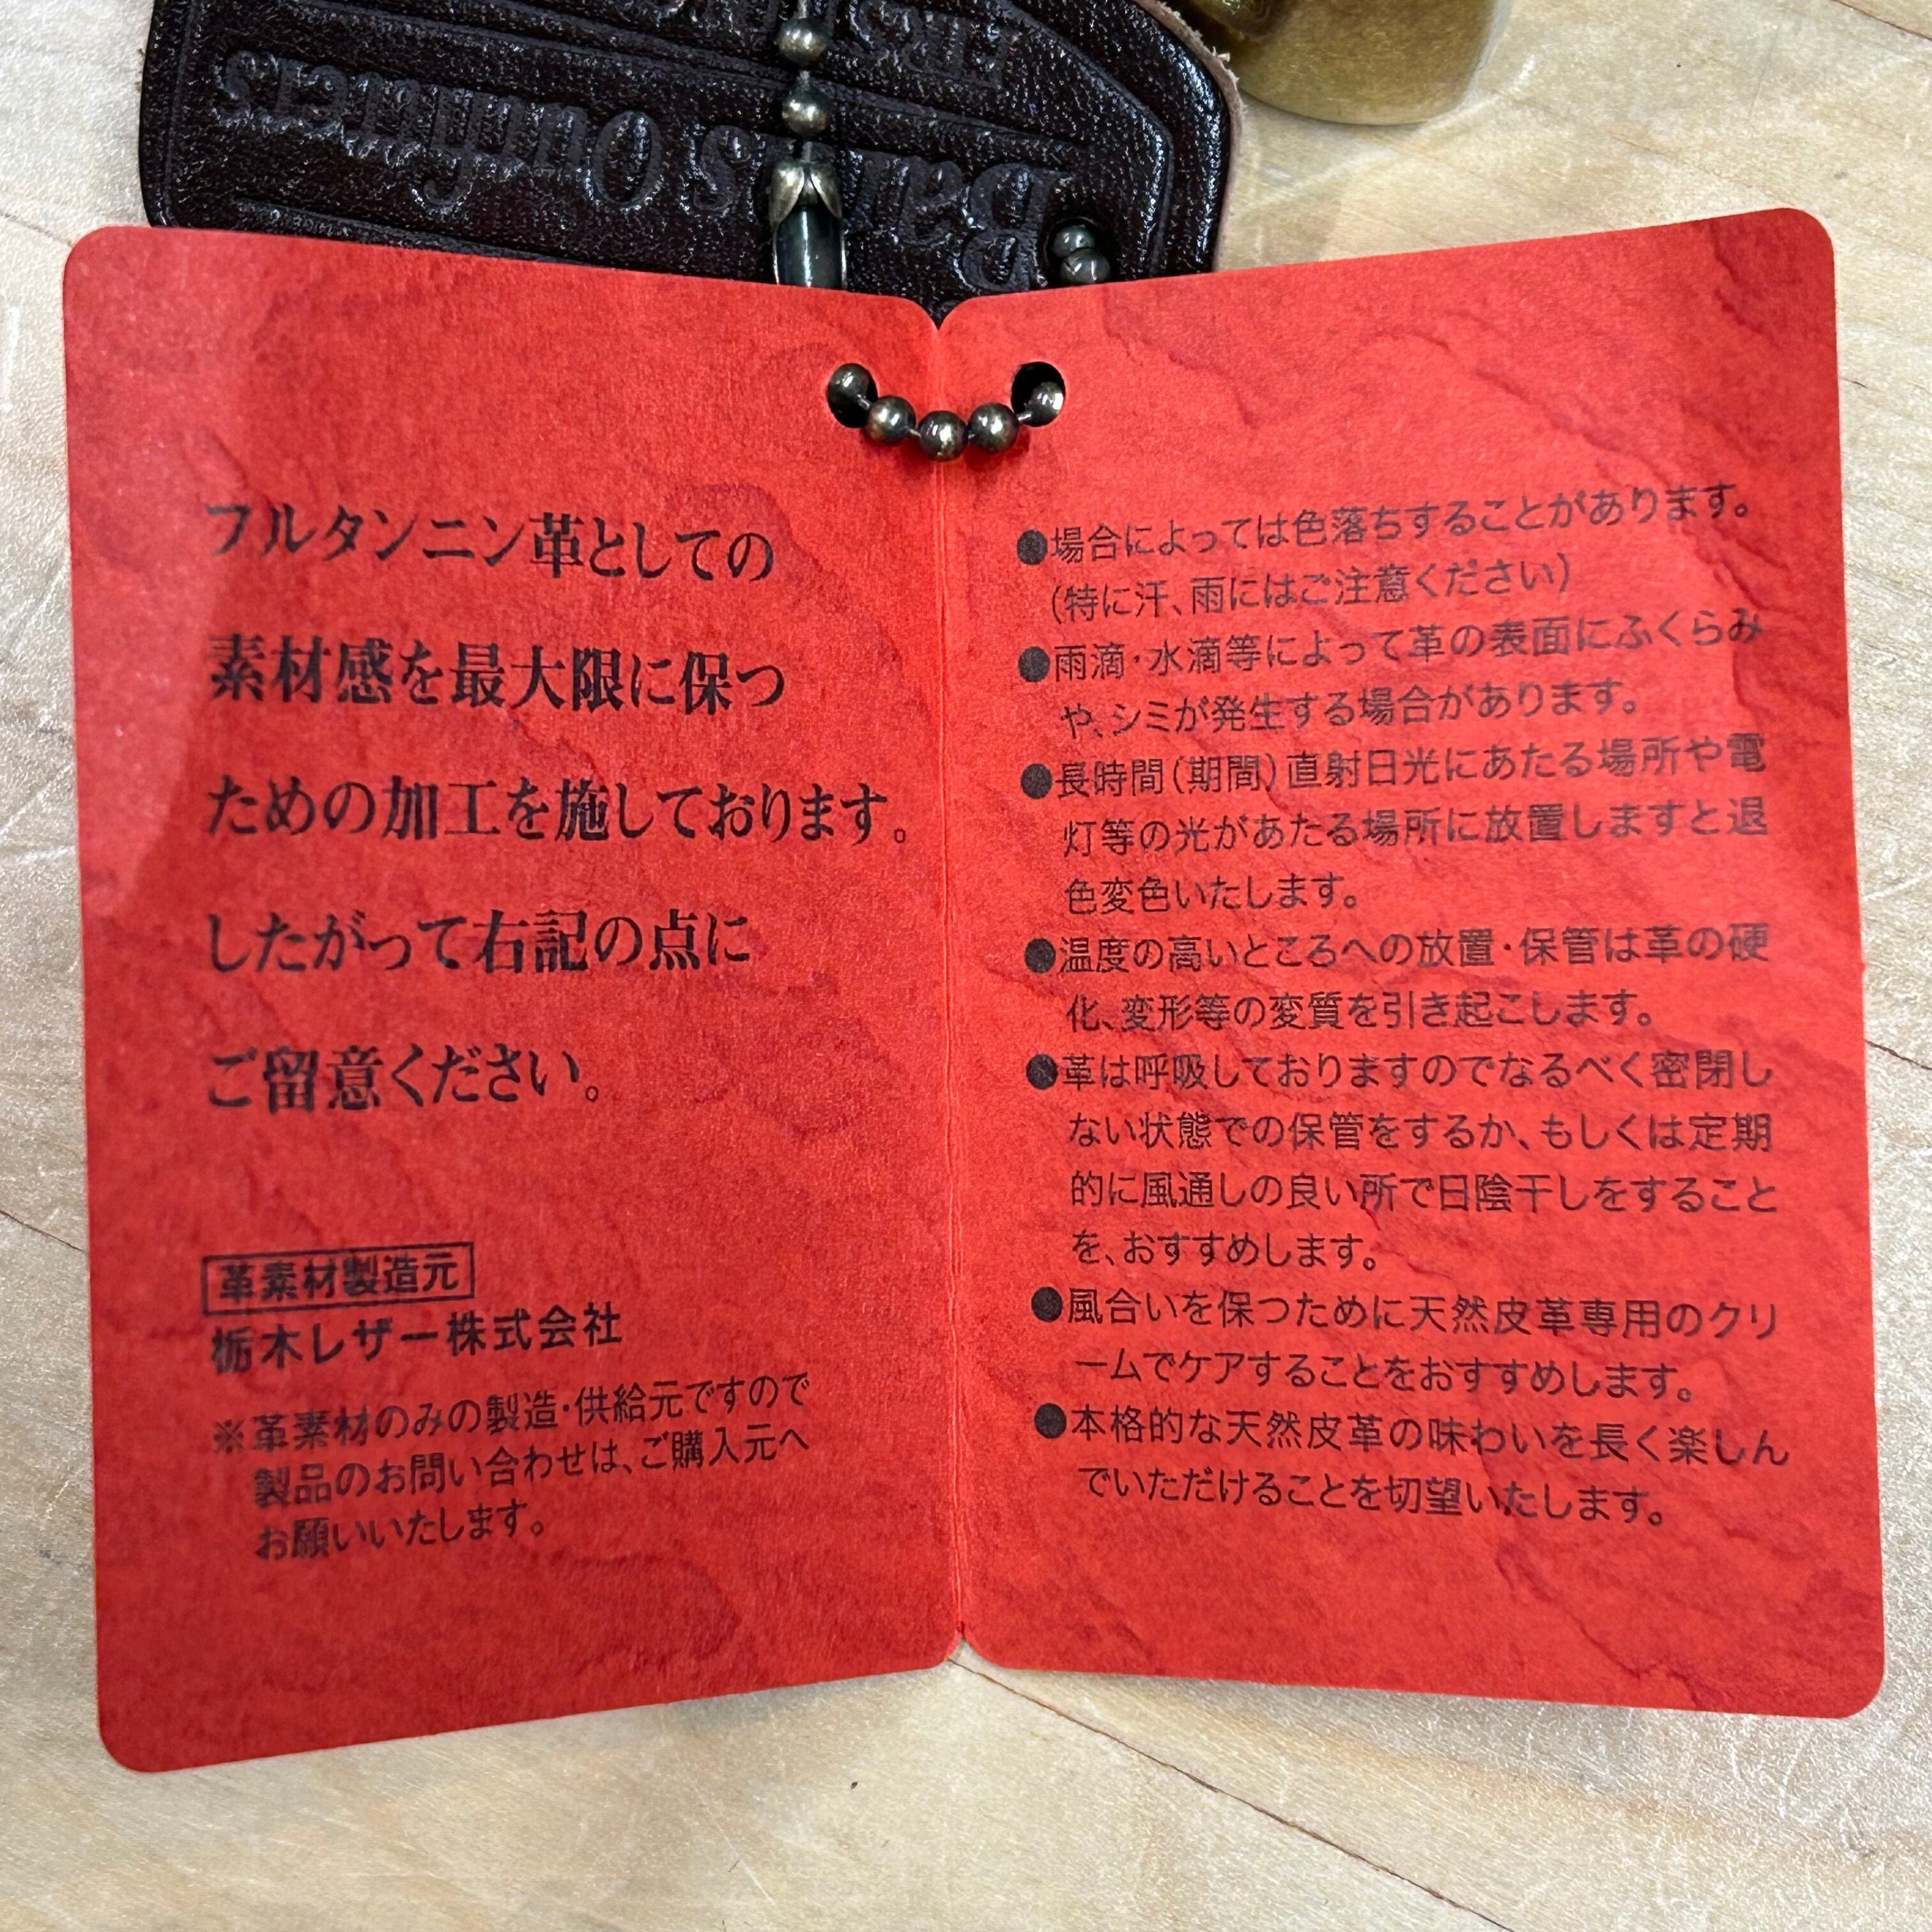 Barns Outfitters
フルタンニン革としての
素材感を最大限に保つ
ための加工を施しております。
したがって右記の点に
ご留意ください。
革素材製造元
栃木レザー株式会社
※革素材のみの製造・供給元ですので
製品のお問い合わせは、ご購入元へ
お願いいたします。
●場合によっては色落ちすることがあります。
(特に汗、雨にはご注意ください)
●雨滴・水滴等によって革の表面にふくらみ
や、シミが発生する場合があります。
●長時間(期間)直射日光にあたる場所や電
灯等の光があたる場所に放置しますと退
色変色いたします。
●温度の高いところへの放置・保管は革の硬
化、変形等の変質を引き起こします。
●革は呼吸しておりますのでなるべく密閉し
ない状態での保管をするか、もしくは定期
的に風通しの良い所で日陰干しをすること
を、おすすめします。
●風合いを保つために天然皮革専用のクリ
ームでケアすることをおすすめします。
●本格的な天然皮革の味わいを長く楽しん
でいただけることを切望いたします。